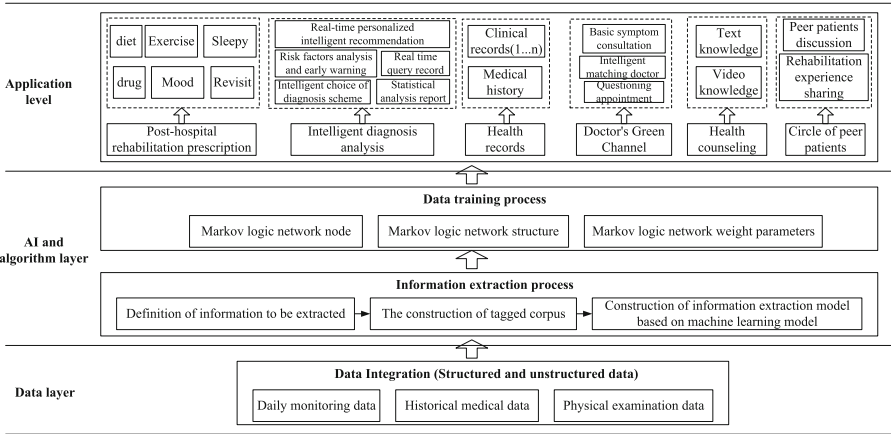 diet
Exercise
Sleepy
drug
Mood
Revisit
Post-hospital
rehabilitation prescription
Real-time personalized
intelligent recommendation
Risk factors analysis
and early warning
Real time
query record
Intelligent choice of
diagnosis scheme
Statistical
analysis report
Intelligent diagnosis
analysis
Clinical
records(1...n)
Medical
history
Health
records
Basic symptom
consultation
Intelligent
matching doctor
Questioning
appointment
Doctor's Green
Channel
Text
knowledge
Video
knowledge
Health
counseling
Peer patients
discussion
Rehabilitation
experience
sharing
Circle of peer
patients
Application
level
Data training process
Markov logic network node
Markov logic network structure
Markov logic network weight parameters
AI and
algorithm layer
Information extraction process
Definition of information to be extracted
The construction of tagged corpus
Construction of information extraction model
based on machine learning model
Data layer
Data Integration (Structured and unstructured data)
Daily monitoring data
Historical medical data
Physical examination data